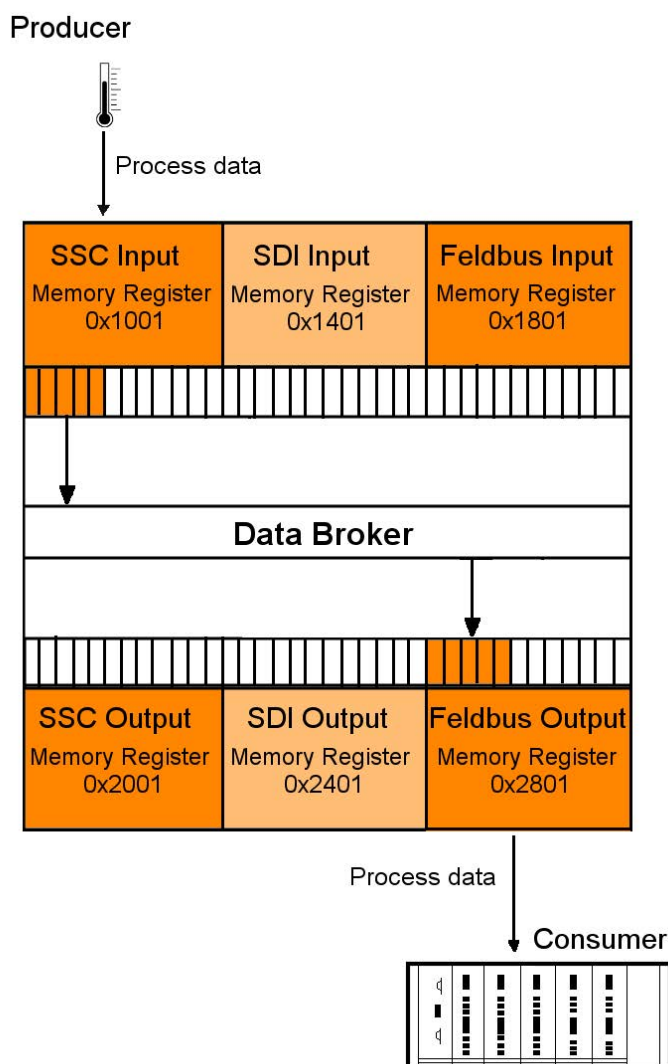 Producer
Process data
SSC Input
Memory Register
0x1001
SDI Input
Memory Register
0x1401
Feldbus Input
Memory Register
0x1801
Data Broker
SSC Output
Memory Register
0x2001
SDI Output
Memory Register
0x2401
Feldbus Output
Memory Register
0x2801
Process data
Consumer